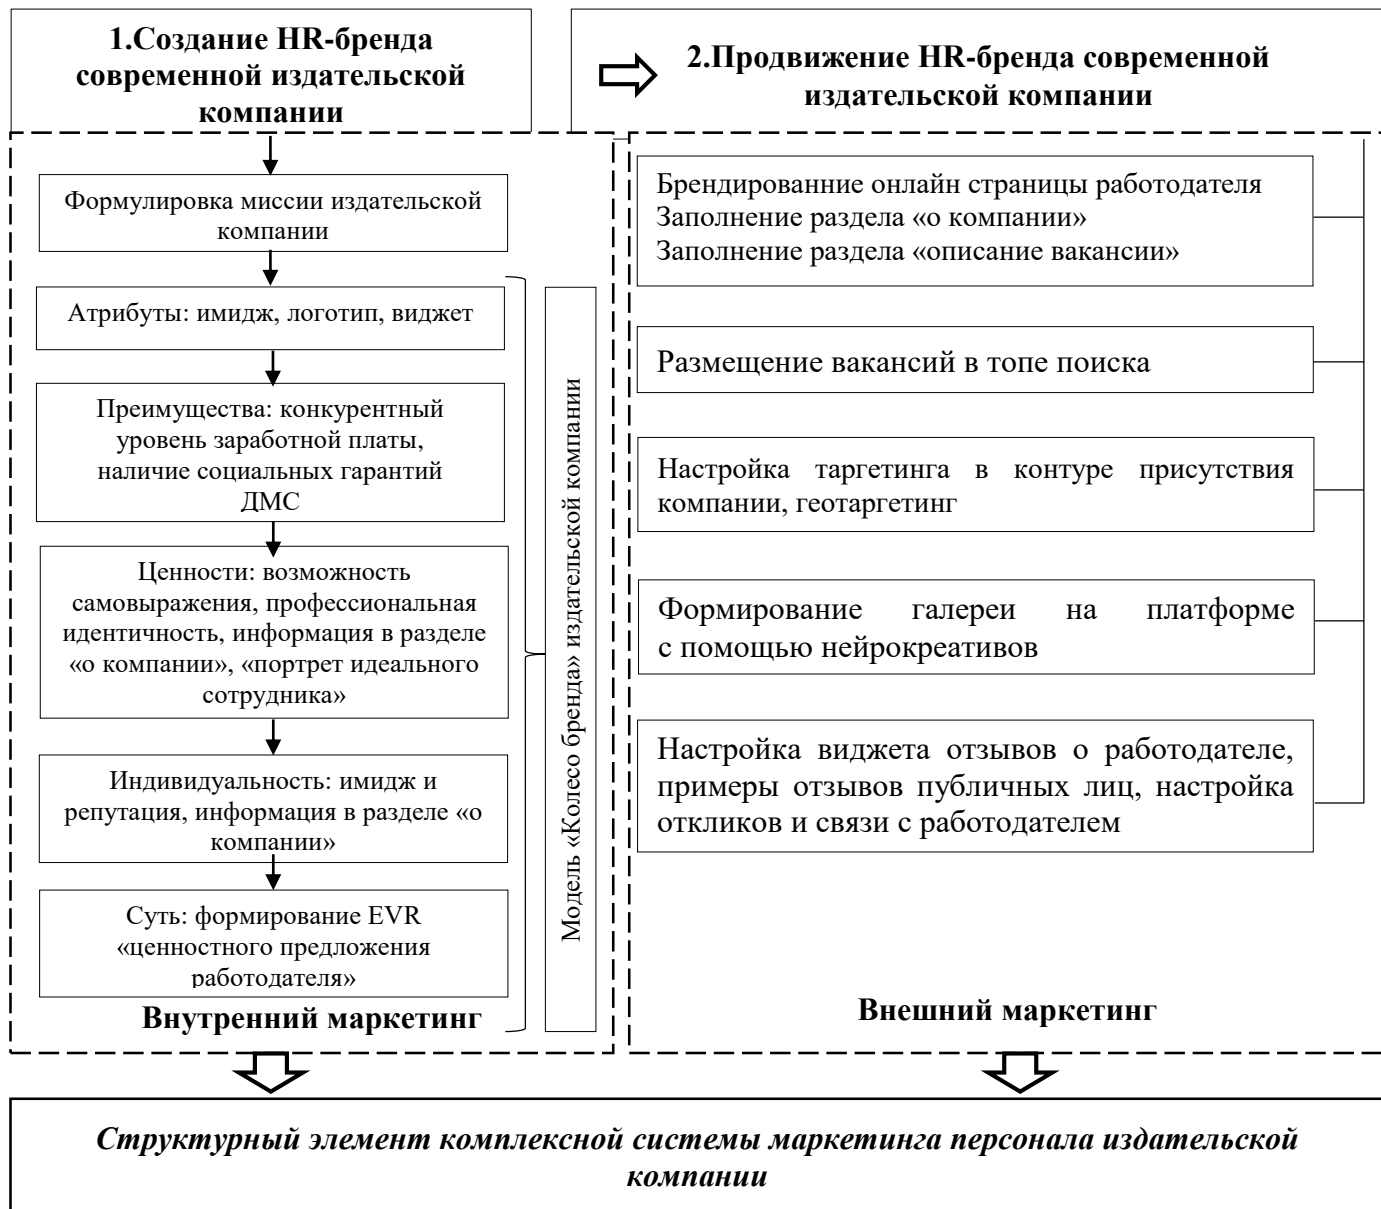 1.Создание HR-бренда
современной издательской
компании
2.Продвижение HR-бренда современной
издательской компании
Формулировка миссии издательской
компании
Атрибуты: имидж, логотип, виджет
Преимущества: конкурентный
уровень заработной платы,
наличие социальных гарантий
ДМС
Ценности: возможность
самовыражения, профессиональная
идентичность, информация в разделе
«о компании», «портрет идеального
сотрудника»
Индивидуальность: имидж и
репутация, информация в разделе «о
компании»
Суть: формирование EVR
«ценностного предложения
работодателя»
Внутренний маркетинг
Модель «Колесо бренда» издательской компании
Брендированние онлайн страницы работодателя
Заполнение раздела «о компании»
Заполнение раздела «описание вакансии»
Размещение вакансий в топе поиска
Настройка таргетинга в контуре присутствия
компании, геотаргетинг
Формирование галереи на платформе
с помощью нейрокреативов
Настройка виджета отзывов о работодателе,
примеры отзывов публичных лиц, настройка
откликов и связи с работодателем
Внешний маркетинг
Структурный элемент комплексной системы маркетинга персонала издательской
компании